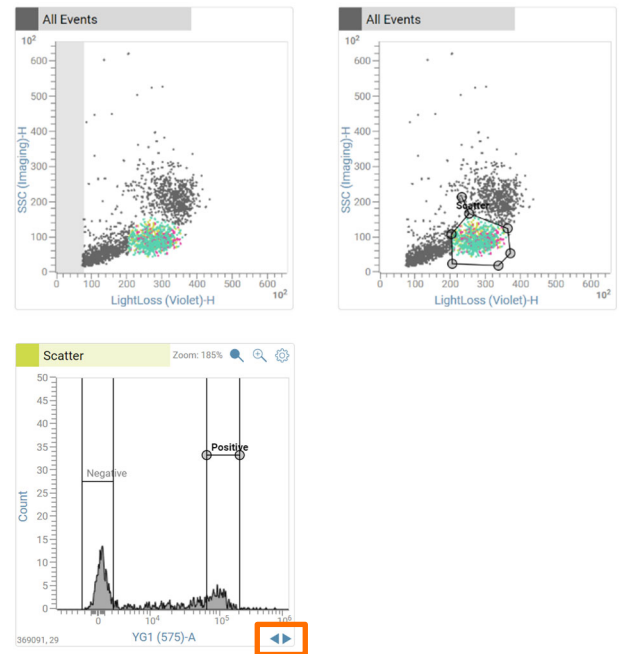 All Events
10²
600
500
400
300
200
100
0
SSC (Imaging)-H
0 100 200 300 400 500 600
10²
LightLoss (Violet)-H
All Events
10²
600
500
400
300
200
100
0
SSC (Imaging)-H
Scatter
0 100 200 300 400 500 600
10²
LightLoss (Violet)-H
Scatter
Zoom: 185%
50
45
40
35
30
25
20
15
10
5
0
Count
Positive
Negative
0 10⁴ 10⁵ 10⁶
YG1 (575)-A
369091, 29